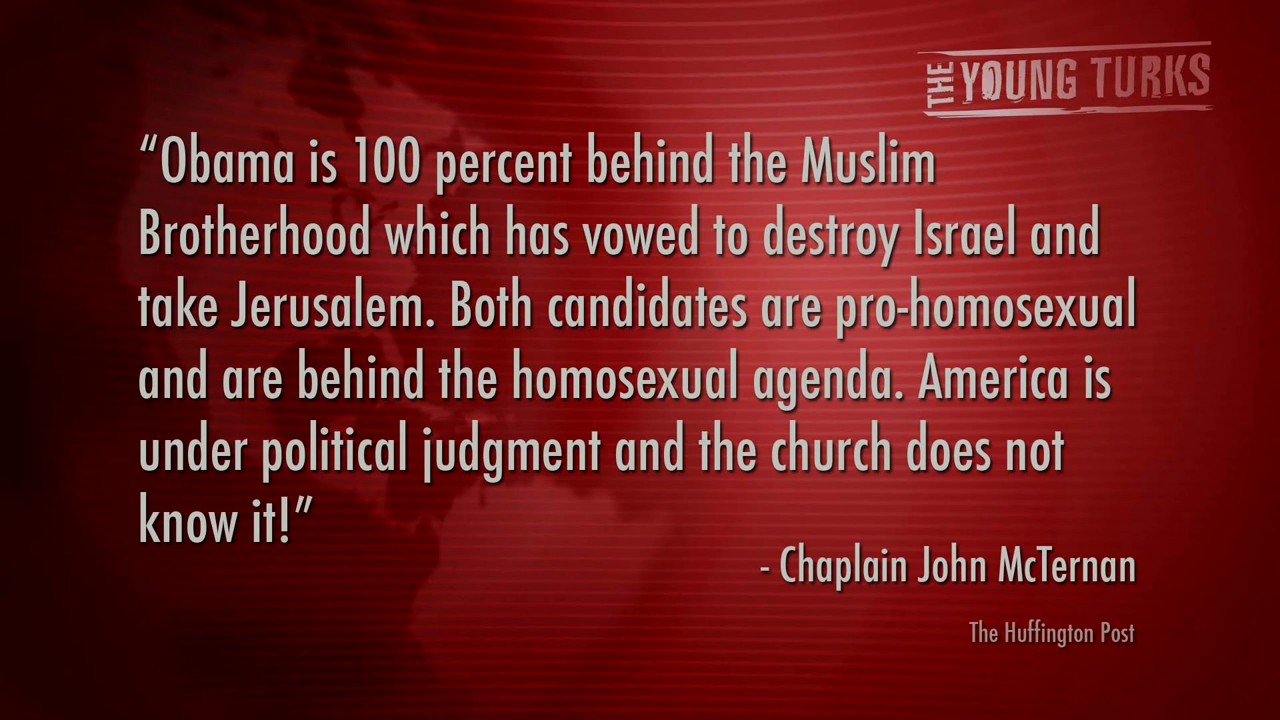 THE YOUNG TURKS
“Obama is 100 percent behind the Muslim
Brotherhood which has vowed to destroy Israel and
take Jerusalem. Both candidates are pro-homosexual
and are behind the homosexual agenda. America is
under political judgment and the church does not
know it!”
- Chaplain John McTernan
The Huffington Post